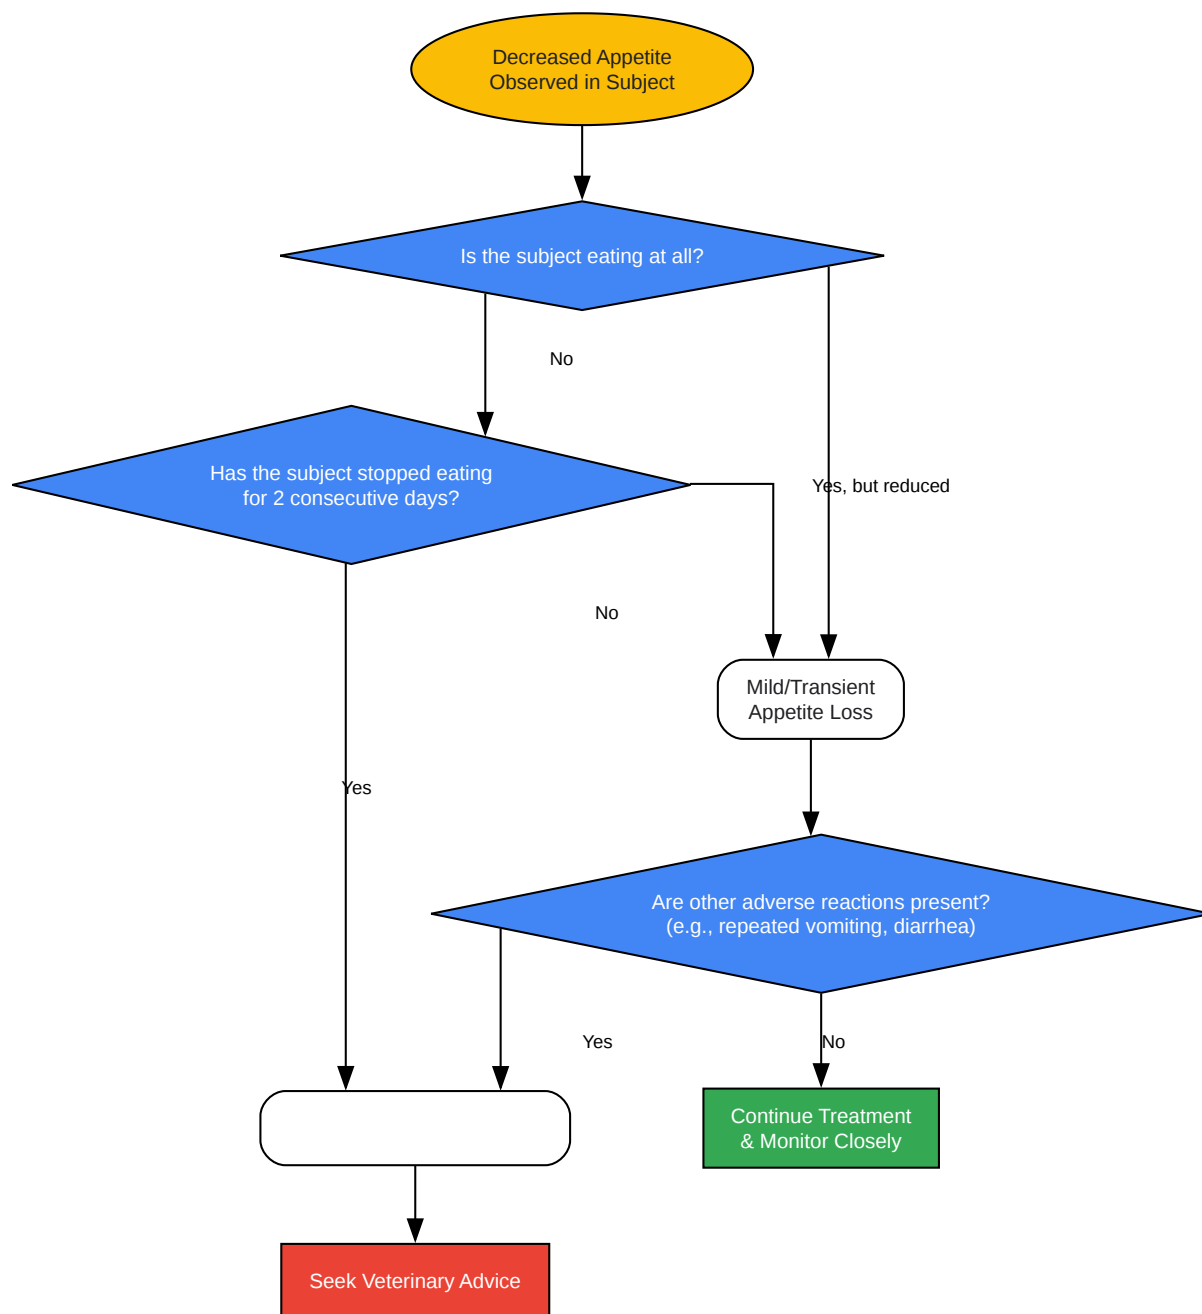 Decreased Appetite
Observed in Subject
Is the subject eating at all?
No
Has the subject stopped eating
for 2 consecutive days?
Yes, but reduced
No
Mild/Transient
Appetite Loss
Yes
Are other adverse reactions present?
(e.g., repeated vomiting, diarrhea)
Yes
No
Continue Treatment
& Monitor Closely
Seek Veterinary Advice